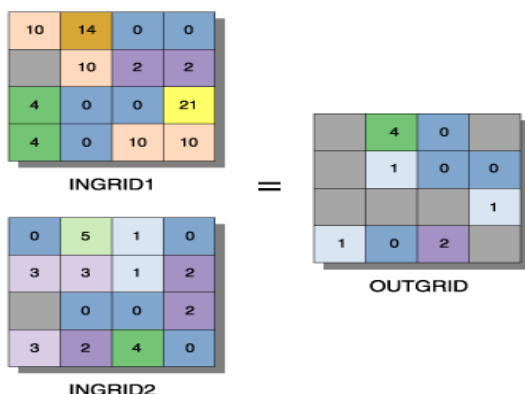 10 14 0 0
10 2 2
4 0 0 21
4 0 10 10
INGRID1
=
0 5 1 0
3 3 1 2
0 0 2
3 2 4 0
INGRID2
4 0
1 0 0
1
1 0 2
OUTGRID